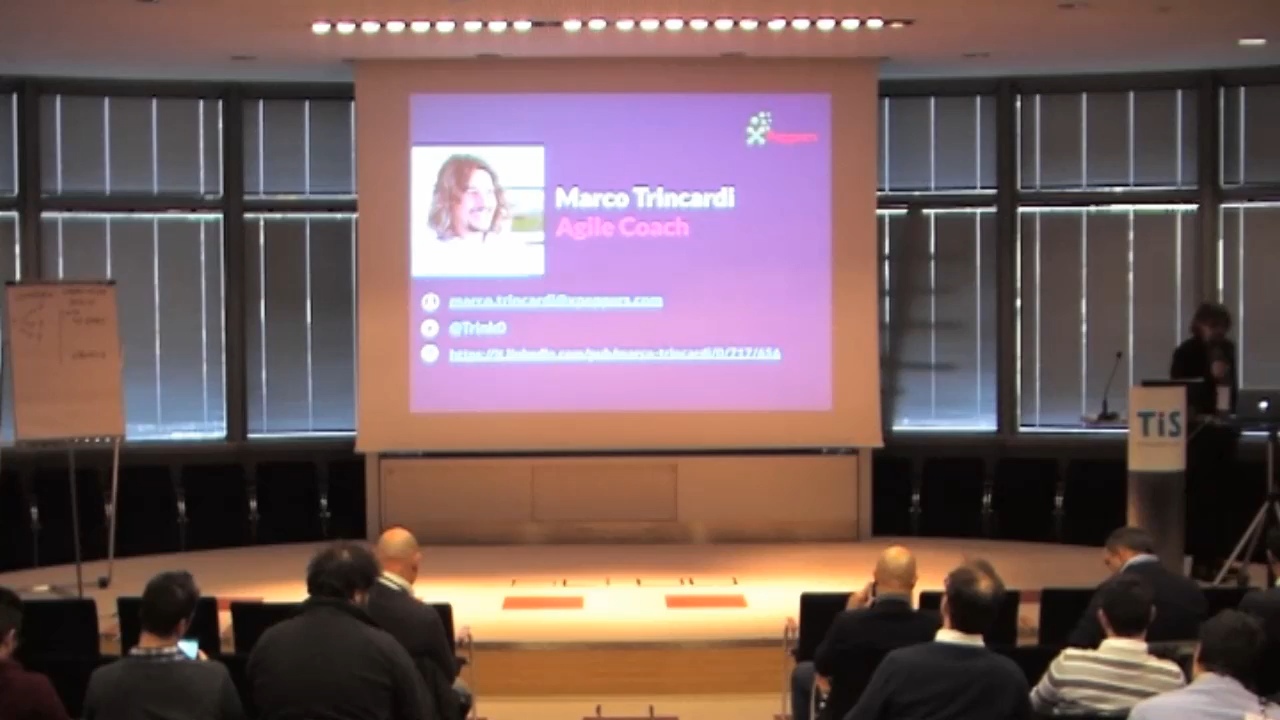 Xpeppers
Marco Trincardi
Agile Coach
marco.trincardi@xpeppers.com
@Trink0
https://it.linkedin.com/pub/marco-trincardi/0/717/
TiS